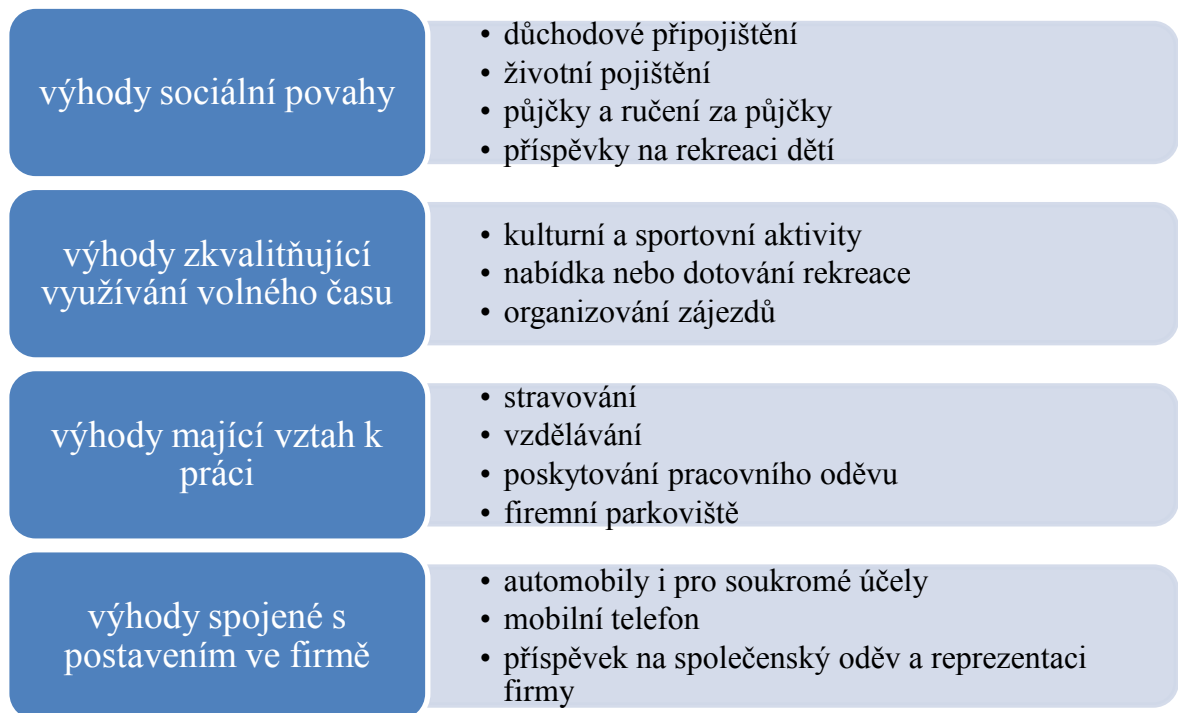 výhody sociální povahy
• důchodové připojištění
• životní pojištění
• půjčky a ručení za půjčky
• příspěvky na rekreaci dětí
výhody zkvalitňující
využívání volného času
• kulturní a sportovní aktivity
• nabídka nebo dotování rekreace
• organizování zájezdů
výhody mající vztah k
práci
• stravování
• vzdělávání
• poskytování pracovního oděvu
• firemní parkoviště
výhody spojené s
postavením ve firmě
• automobily i pro soukromé účely
• mobilní telefon
• příspěvek na společenský oděv a reprezentaci
firmy